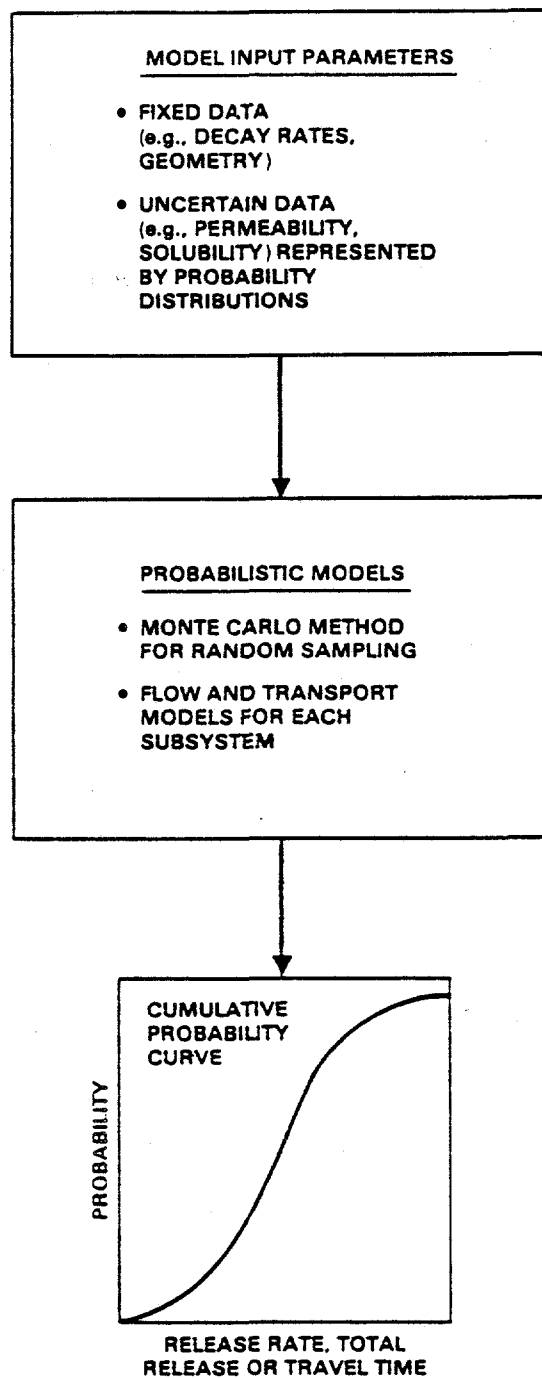 MODEL INPUT PARAMETERS
• FIXED DATA
(e.g., DECAY RATES,
GEOMETRY)
• UNCERTAIN DATA
(e.g., PERMEABILITY,
SOLUBILITY) REPRESENTED
BY PROBABILITY
DISTRIBUTIONS
PROBABILISTIC MODELS
• MONTE CARLO METHOD
FOR RANDOM SAMPLING
• FLOW AND TRANSPORT
MODELS FOR EACH
SUBSYSTEM
CUMULATIVE
PROBABILITY
CURVE
PROBABILITY
RELEASE RATE, TOTAL
RELEASE OR TRAVEL TIME